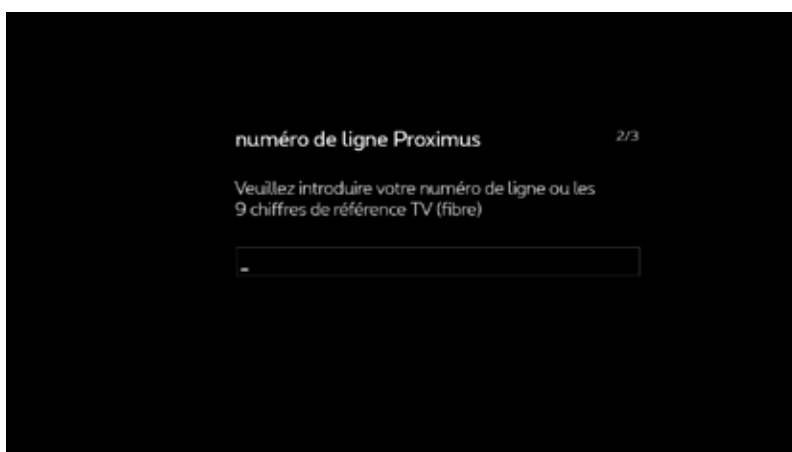 numéro de ligne Proximus 2/3
Veuillez introduire votre numéro de ligne ou les
9 chiffres de référence TV (fibre)